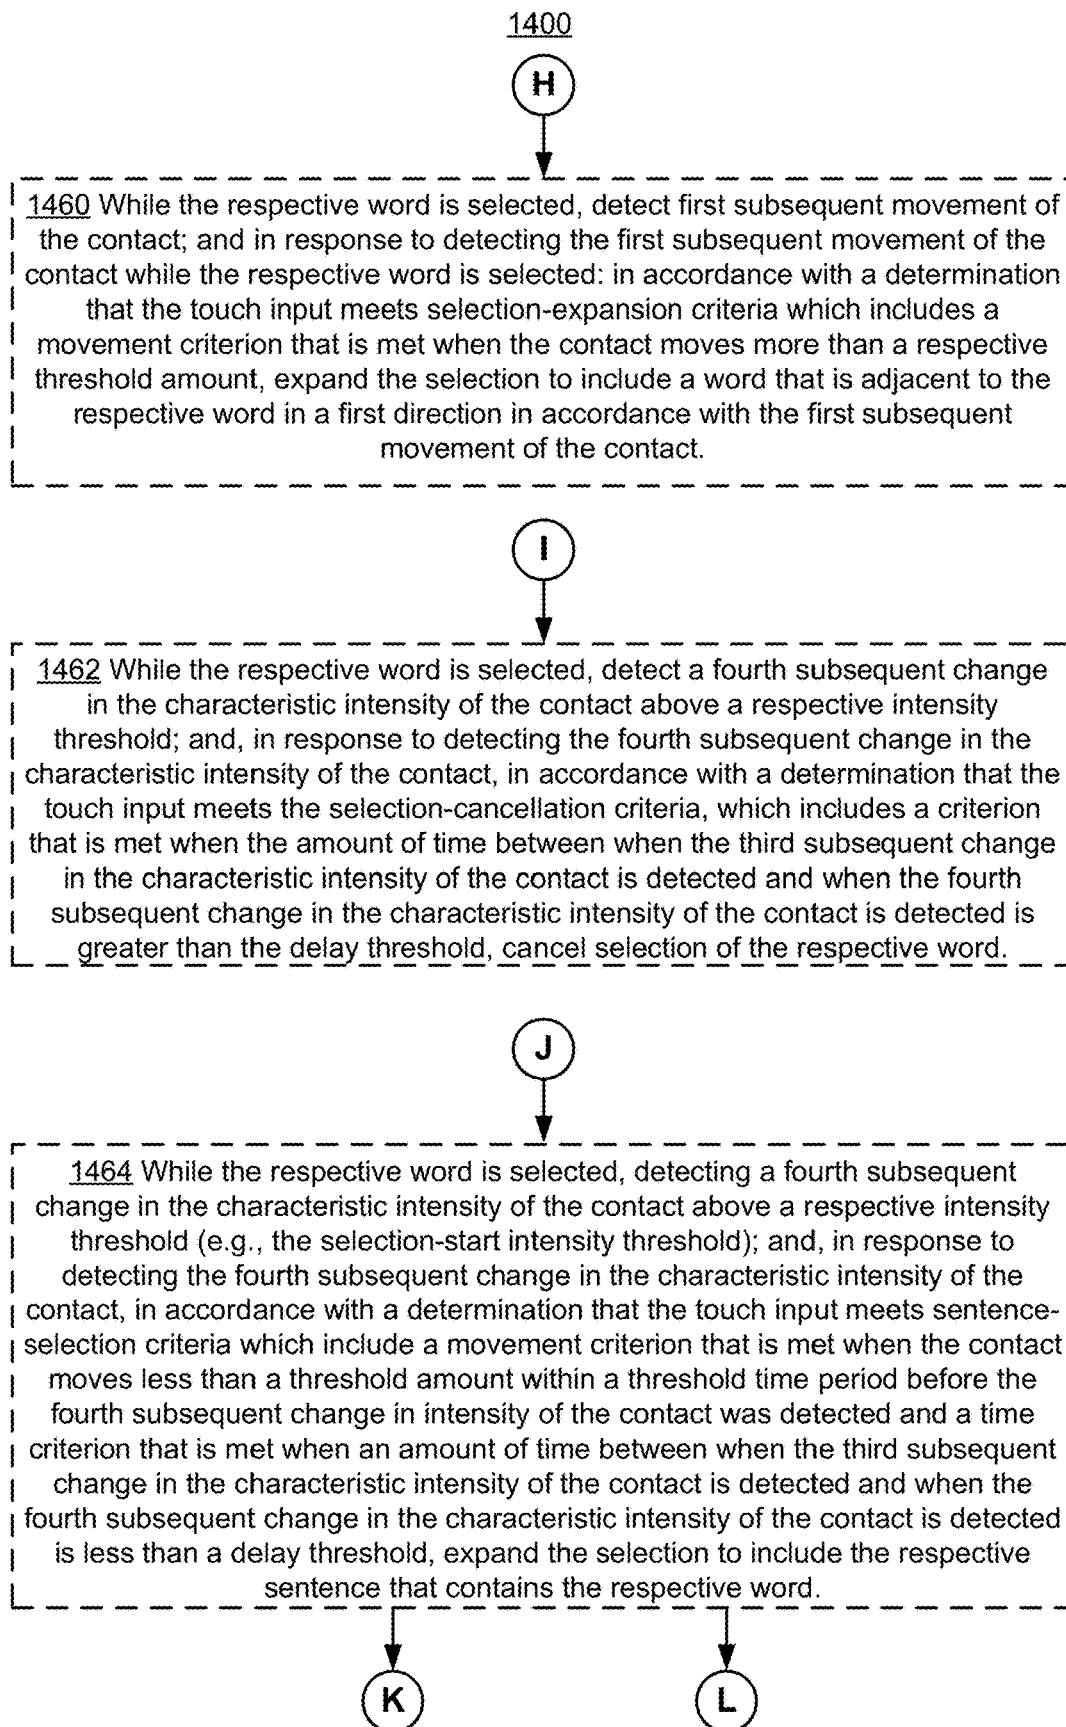 1400
H
1460 While the respective word is selected, detect first subsequent movement of
the contact; and in response to detecting the first subsequent movement of the
contact while the respective word is selected: in accordance with a determination
that the touch input meets selection-expansion criteria which includes a
movement criterion that is met when the contact moves more than a respective
threshold amount, expand the selection to include a word that is adjacent to the
respective word in a first direction in accordance with the first subsequent
movement of the contact.
I
1462 While the respective word is selected, detect a fourth subsequent change
in the characteristic intensity of the contact above a respective intensity
threshold; and, in response to detecting the fourth subsequent change in the
characteristic intensity of the contact, in accordance with a determination that the
touch input meets the selection-cancellation criteria, which includes a criterion
that is met when the amount of time between when the third subsequent change
in the characteristic intensity of the contact is detected and when the fourth
subsequent change in the characteristic intensity of the contact is detected is
greater than the delay threshold, cancel selection of the respective word.
J
1464 While the respective word is selected, detecting a fourth subsequent
change in the characteristic intensity of the contact above a respective intensity
threshold (e.g., the selection-start intensity threshold); and, in response to
detecting the fourth subsequent change in the characteristic intensity of the
contact, in accordance with a determination that the touch input meets sentence-
selection criteria which include a movement criterion that is met when the contact
moves less than a threshold amount within a threshold time period before the
fourth subsequent change in intensity of the contact was detected and a time
criterion that is met when an amount of time between when the third subsequent
change in the characteristic intensity of the contact is detected and when the
fourth subsequent change in the characteristic intensity of the contact is detected
is less than a delay threshold, expand the selection to include the respective
sentence that contains the respective word.
K
L